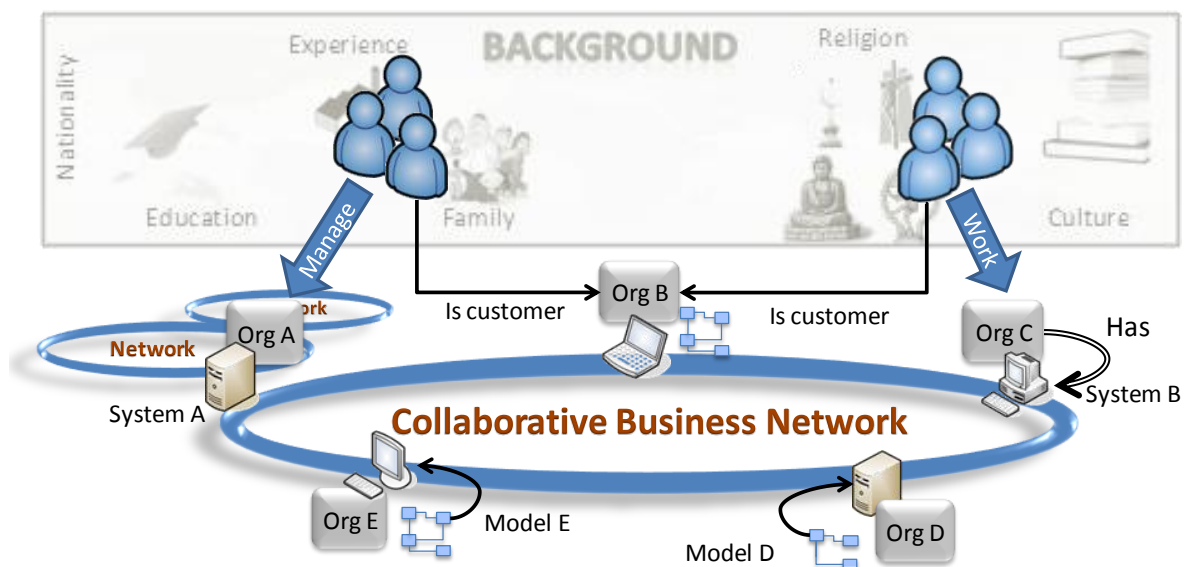 Experience
BACKGROUND
Religion
Nationality
Education
Family
Culture
Manage
Work
Is customer
Org B
Is customer
Org A
Network
Org C
Has
System A
System B
Collaborative Business Network
Org E
Model E
Model D
Org D